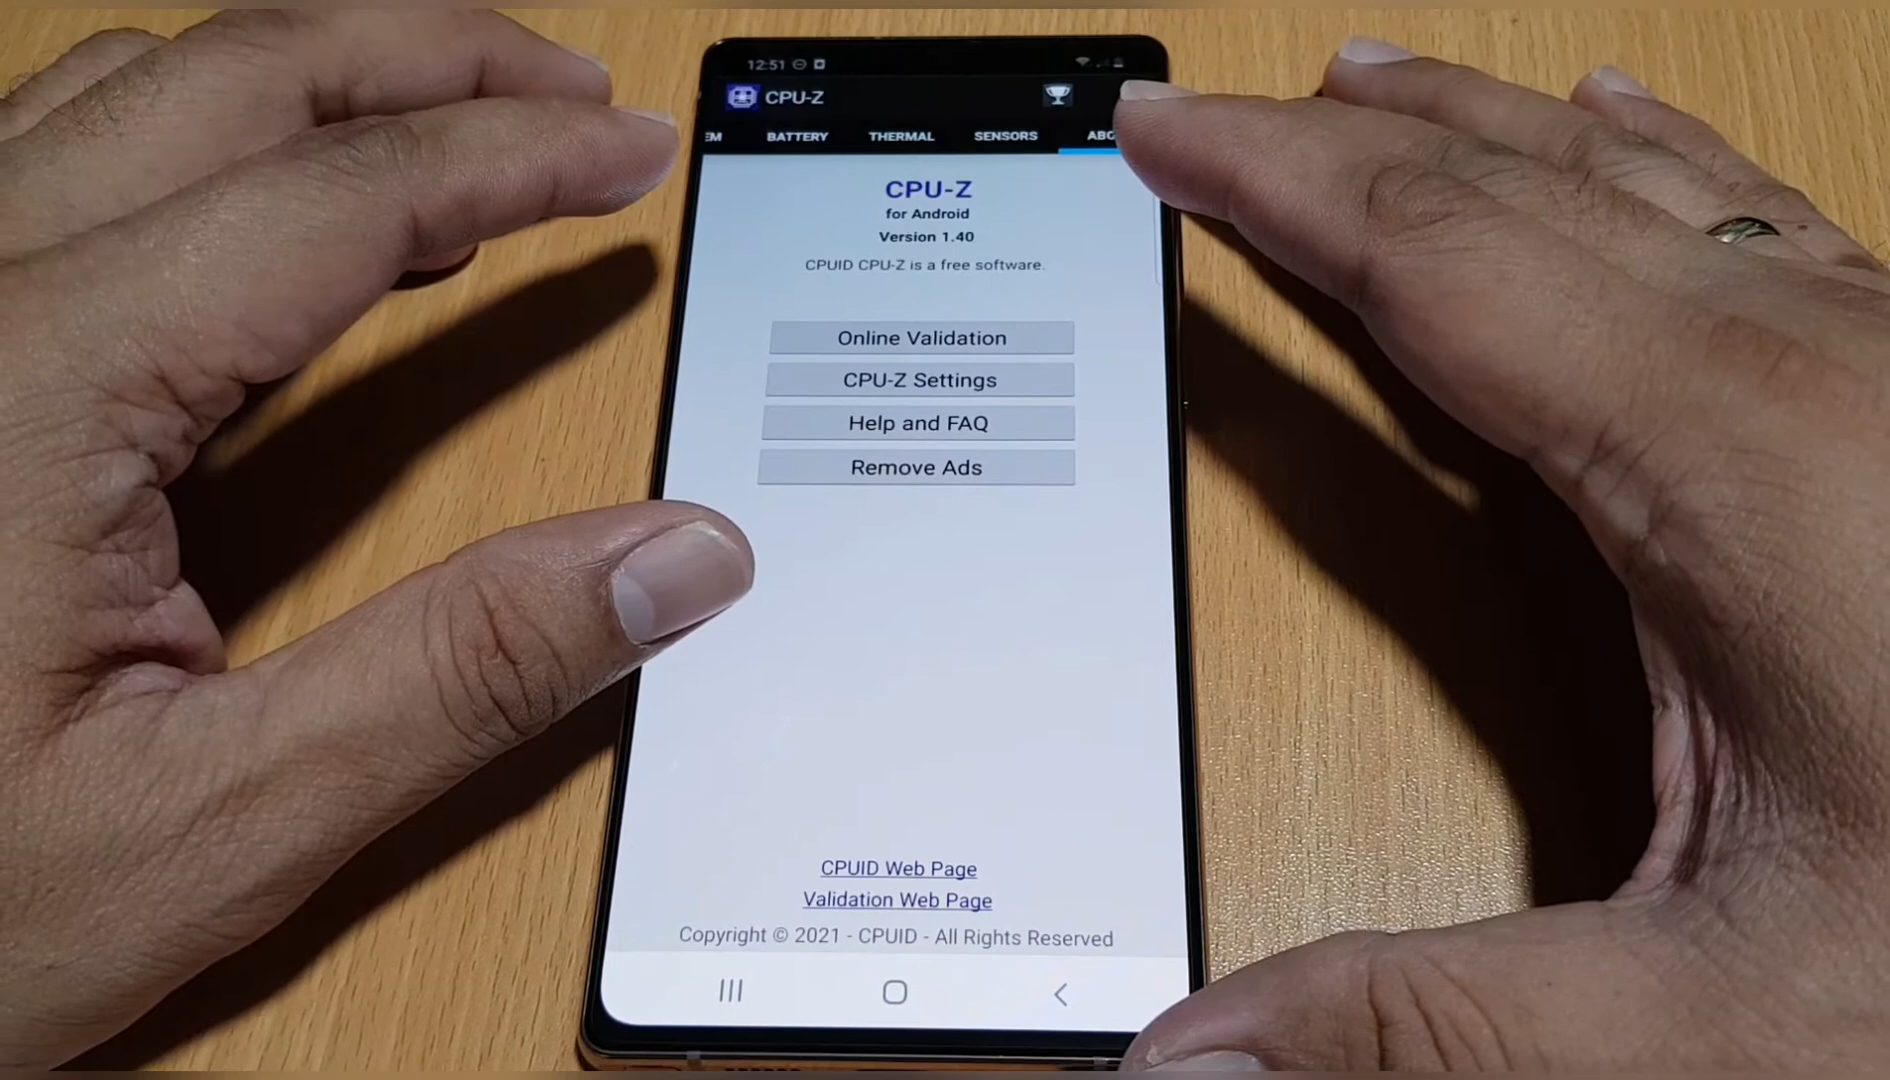 12:51
CPU-Z
EM BATTERY THERMAL SENSORS ABO
CPU-Z
for Android
Version 1.40
CPUID CPU-Z is a free software.
Online Validation
CPU-Z Settings
Help and FAQ
Remove Ads
CPUID Web Page
Validation Web Page
Copyright © 2021 - CPUID - All Rights Reserved